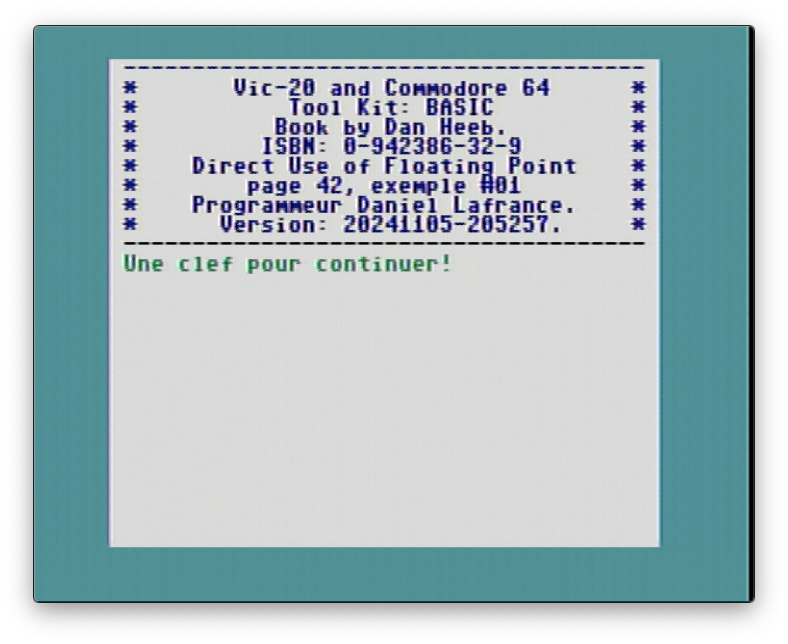 ----------------------------------------
* Vic-20 and Commodore 64 *
* Tool Kit: BASIC *
* Book by Dan Heeb. *
* ISBN: 0-942386-32-9 *
* Direct Use of Floating Point *
* page 42, exemple #01 *
* Programmeur Daniel Lafrance. *
* Version: 20241105-205257. *
----------------------------------------
Une clef pour continuer!